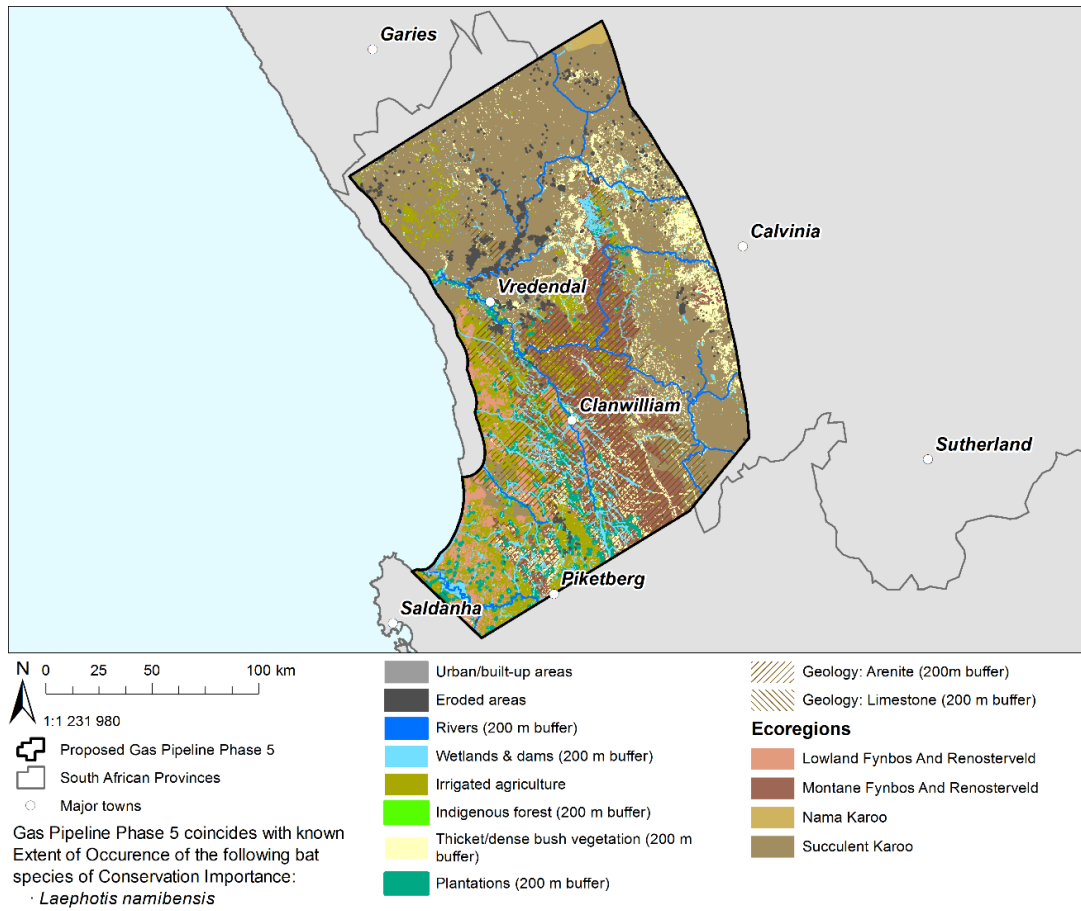 Garies
Calvinia
Vredendal
Clanwilliam
Sutherland
Piketberg
Saldanha
N
0 25 50 100 km
1:1 231 980
Proposed Gas Pipeline Phase 5
South African Provinces
Major towns
Gas Pipeline Phase 5 coincides with known
Extent of Occurence of the following bat
species of Conservation Importance:
· Laephotis namibensis
Urban/built-up areas
Eroded areas
Rivers (200 m buffer)
Wetlands & dams (200 m buffer)
Irrigated agriculture
Indigenous forest (200 m buffer)
Thicket/dense bush vegetation (200 m
buffer)
Plantations (200 m buffer)
Geology: Arenite (200m buffer)
Geology: Limestone (200 m buffer)
Ecoregions
Lowland Fynbos And Renosterveld
Montane Fynbos And Renosterveld
Nama Karoo
Succulent Karoo